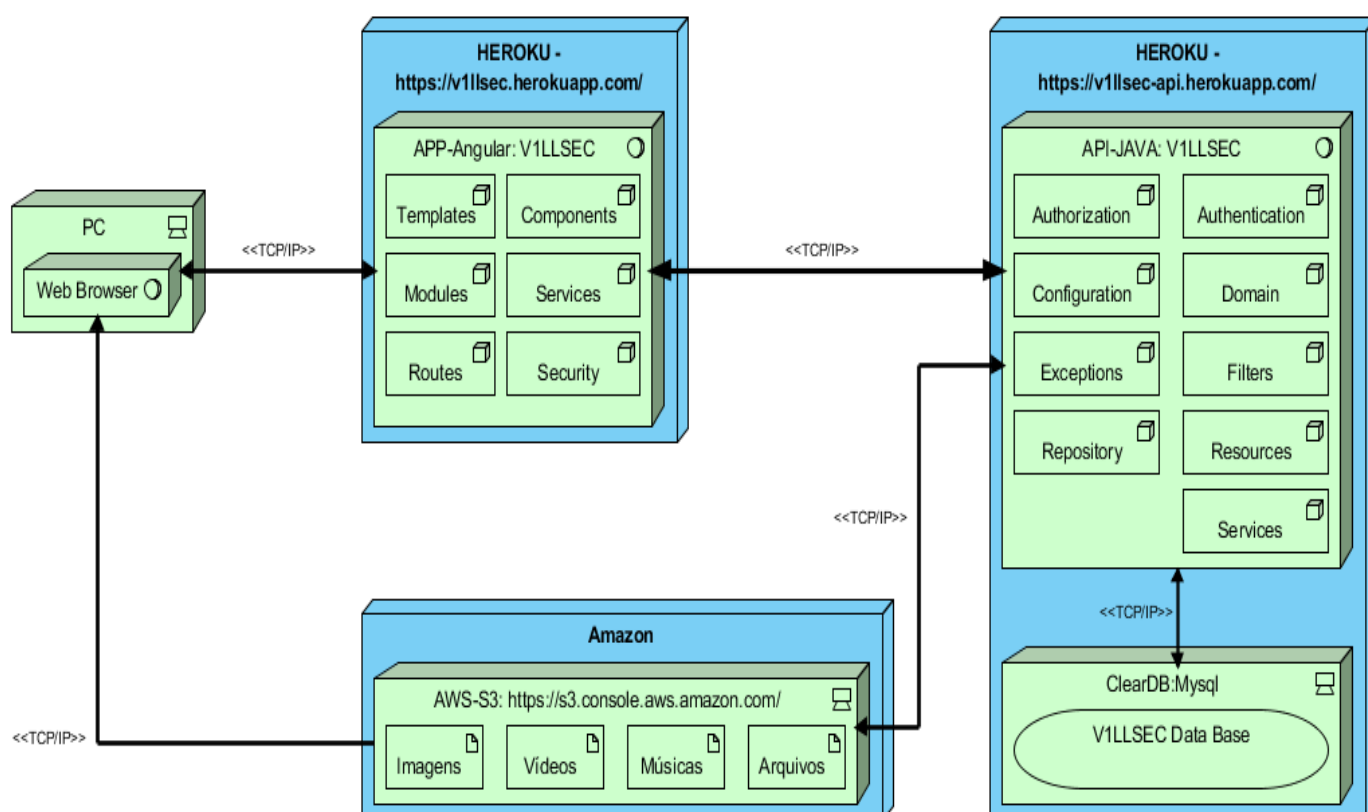 HEROKU -
https://v1llsec.herokuapp.com/
APP-Angular: V1LLSEC
Templates
Components
Modules
Services
Routes
Security
HEROKU -
https://v1llsec-api.herokuapp.com/
API-JAVA: V1LLSEC
Authorization
Authentication
Configuration
Domain
Exceptions
Filters
Repository
Resources
Services
PC
Web Browser
<<TCP/IP>>
<<TCP/IP>>
<<TCP/IP>>
<<TCP/IP>>
<<TCP/IP>>
Amazon
AWS-S3: https://s3.console.aws.amazon.com/
Imagens
Vídeos
Músicas
Arquivos
ClearDB:Mysql
V1LLSEC Data Base